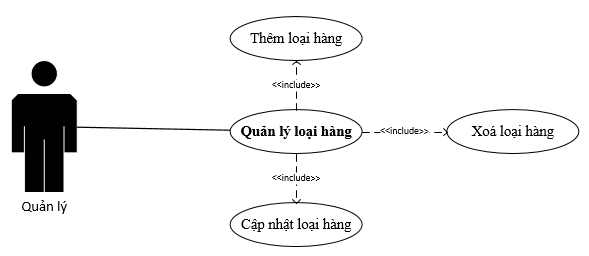 Thêm loại hàng
<<include>>
Quản lý loại hàng
<<include>>
Xoá loại hàng
<<include>>
Quản lý
Cập nhật loại hàng